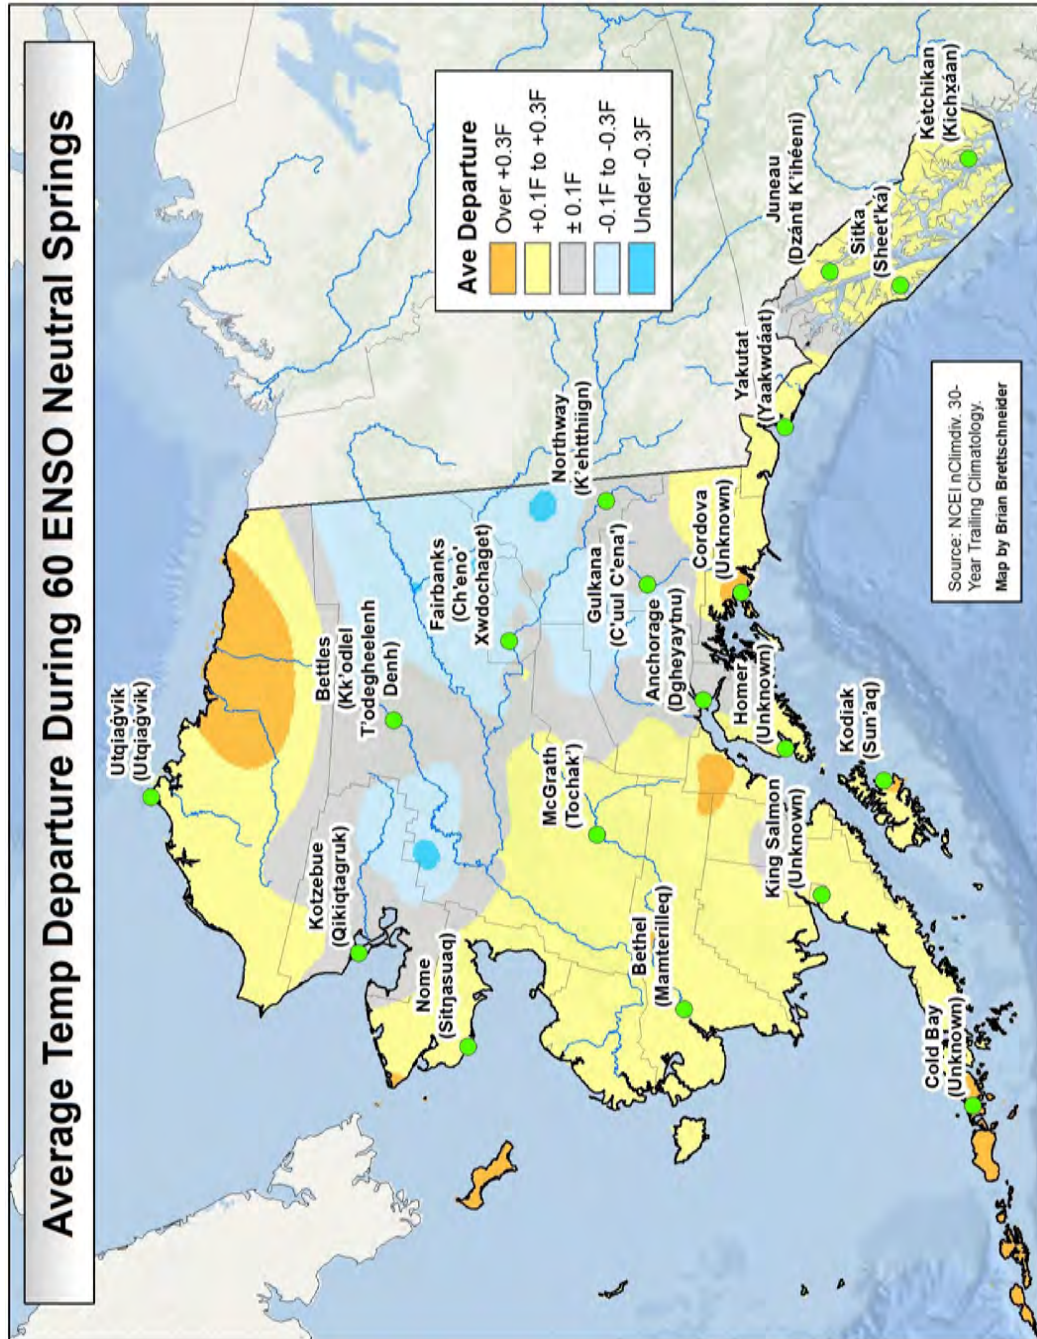 Average Temp Departure During 60 ENSO Neutral Springs
Utqiaġvik
(Utqiaġvik)
Kotzebue
(Qikiqtagruk)
Bettles
(Kk'odlel
T'odegheelenh
Denh)
Nome
(Sitŋasuaq)
Fairbanks
(Ch'eno'
Xwdochaget)
Northway
(K'ehtthiign)
McGrath
(Tochak')
Gulkana
(C'uul C'ena')
Anchorage
(Dgheyaytnu)
Bethel
(Mamterilleq)
Cordova
(Unknown)
Homer
(Unknown)
King Salmon
(Unknown)
Kodiak
(Sun'aq)
Cold Bay
(Unknown)
Yakutat
(Yaakwdáat)
Juneau
(Dzánti K'ihéeni)
Sitka
(Sheet'ká)
Ketchikan
(Kichx̱áan)
Ave Departure
Over +0.3F
+0.1F to +0.3F
± 0.1F
-0.1F to -0.3F
Under -0.3F
Source: NCEI nClimdiv. 30-
Year Trailing Climatology.
Map by Brian Brettschneider